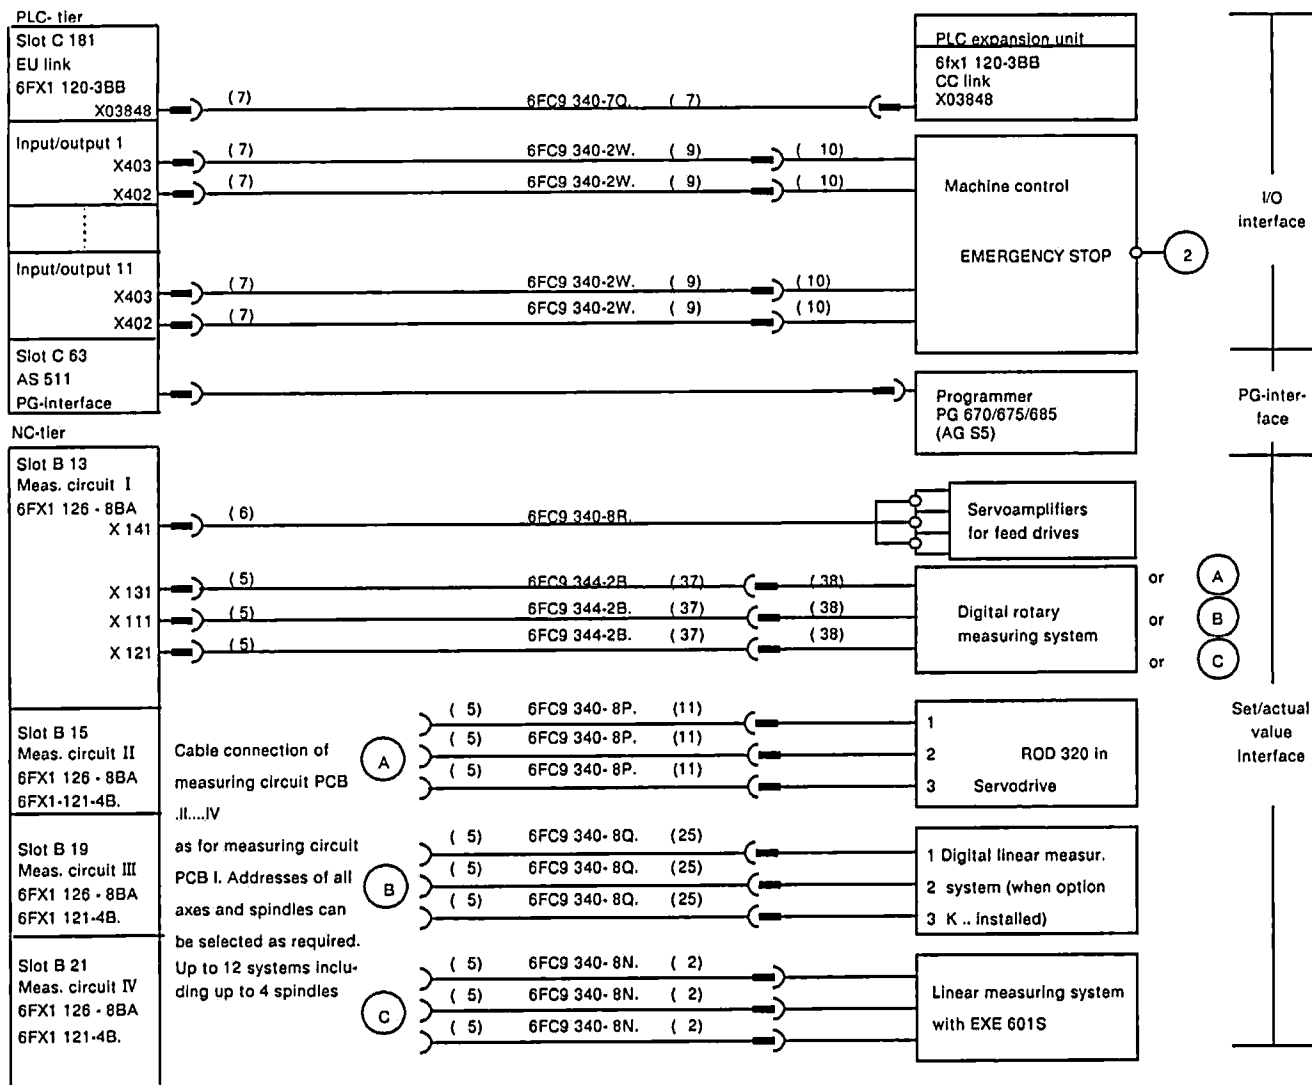 PLC- tier
Slot C 181
EU link
6FX1 120-3BB
X03848
(7)
6FC9 340-7Q.
( 7)
PLC expansion unit
6fx1 120-3BB
CC link
X03848
Input/output 1
X403
(7)
6FC9 340-2W.
( 9)
( 10)
X402
(7)
6FC9 340-2W.
( 9)
( 10)
Machine control
EMERGENCY STOP
2
I/O
interface
Input/output 11
X403
(7)
6FC9 340-2W.
( 9)
( 10)
X402
(7)
6FC9 340-2W.
( 9)
( 10)
Slot C 63
AS 511
PG-interface
Programmer
PG 670/675/685
(AG S5)
PG-inter-
face
NC-tier
Slot B 13
Meas. circuit I
6FX1 126 - 8BA
X 141
(6)
6FC9 340-8R.
Servoamplifiers
for feed drives
X 131
(5)
6FC9 344-2B
(37)
(38)
X 111
(5)
6FC9 344-2B.
(37)
(38)
X 121
(5)
6FC9 344-2B.
(37)
(38)
Digital rotary
measuring system
or A
or B
or C
Set/actual
value
Interface
Slot B 15
Meas. circuit II
6FX1 126 - 8BA
6FX1-121-4B.
Slot B 19
Meas. circuit III
6FX1 126 - 8BA
6FX1 121-4B.
Slot B 21
Meas. circuit IV
6FX1 126 - 8BA
6FX1 121-4B.
Cable connection of
measuring circuit PCB
.II....IV
as for measuring circuit
PCB I. Addresses of all
axes and spindles can
be selected as required.
Up to 12 systems inclu-
ding up to 4 spindles
A
( 5)
6FC9 340- 8P.
(11)
( 5)
6FC9 340- 8P.
(11)
( 5)
6FC9 340- 8P.
(11)
1
2 ROD 320 in
3 Servodrive
B
( 5)
6FC9 340- 8Q.
(25)
( 5)
6FC9 340- 8Q.
(25)
( 5)
6FC9 340- 8Q.
(25)
1 Digital linear measur.
2 system (when option
3 K .. installed)
C
( 5)
6FC9 340- 8N.
( 2)
( 5)
6FC9 340- 8N.
( 2)
( 5)
6FC9 340- 8N.
( 2)
Linear measuring system
with EXE 601S